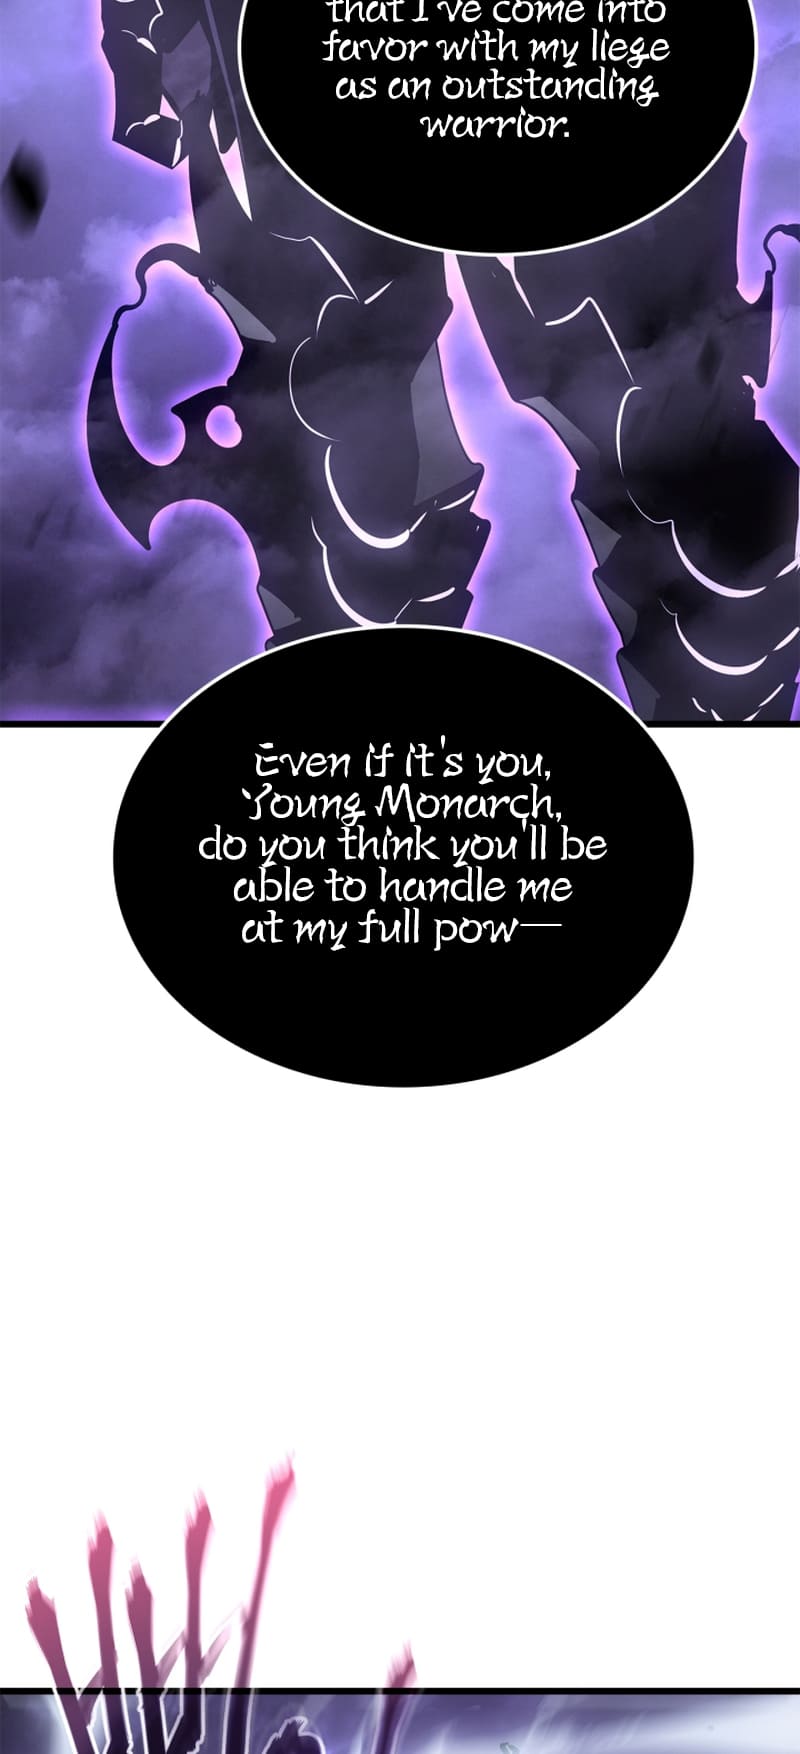 that I've come into
favor with my liege
as an outstanding
warrior.
Even if it's you,
Young Monarch,
do you think you'll be
able to handle me
at my full pow—